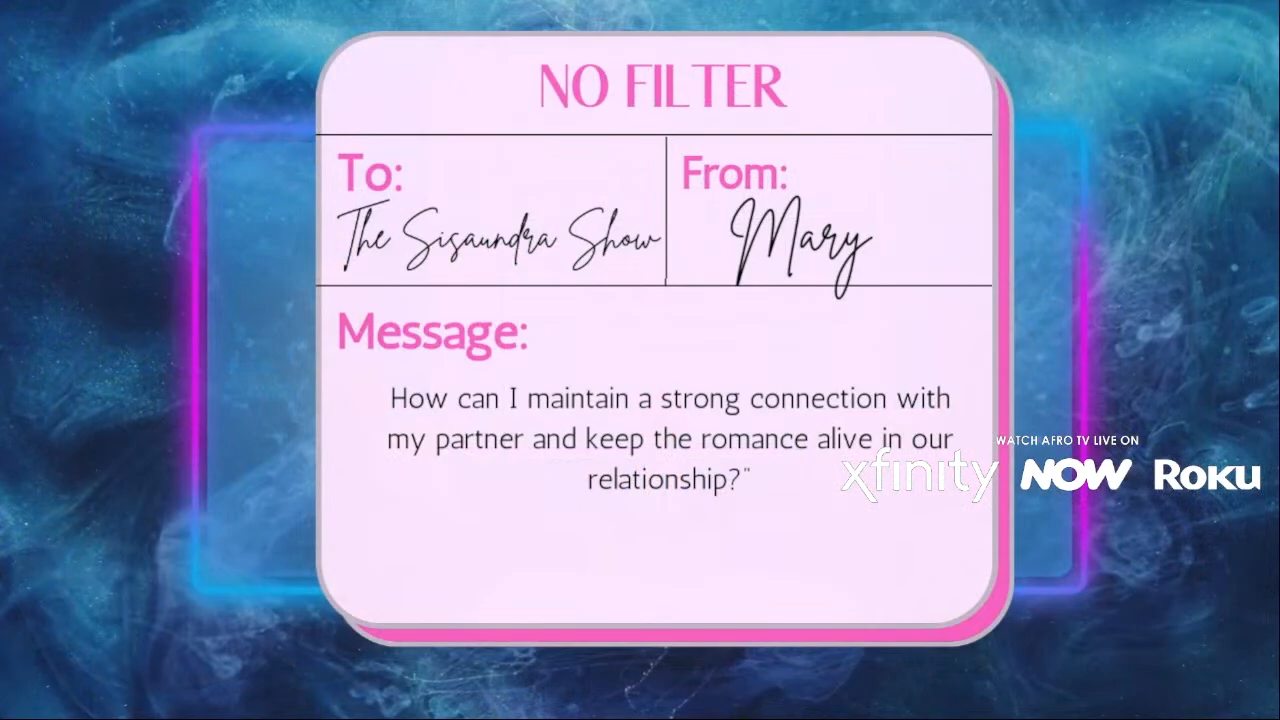 NO FILTER
To:
The Sisaundra Show
From:
Mary
Message:
How can I maintain a strong connection with
my partner and keep the romance alive in our
relationship?"
WATCH AFRO TV LIVE ON
xfinity NOW ROKU